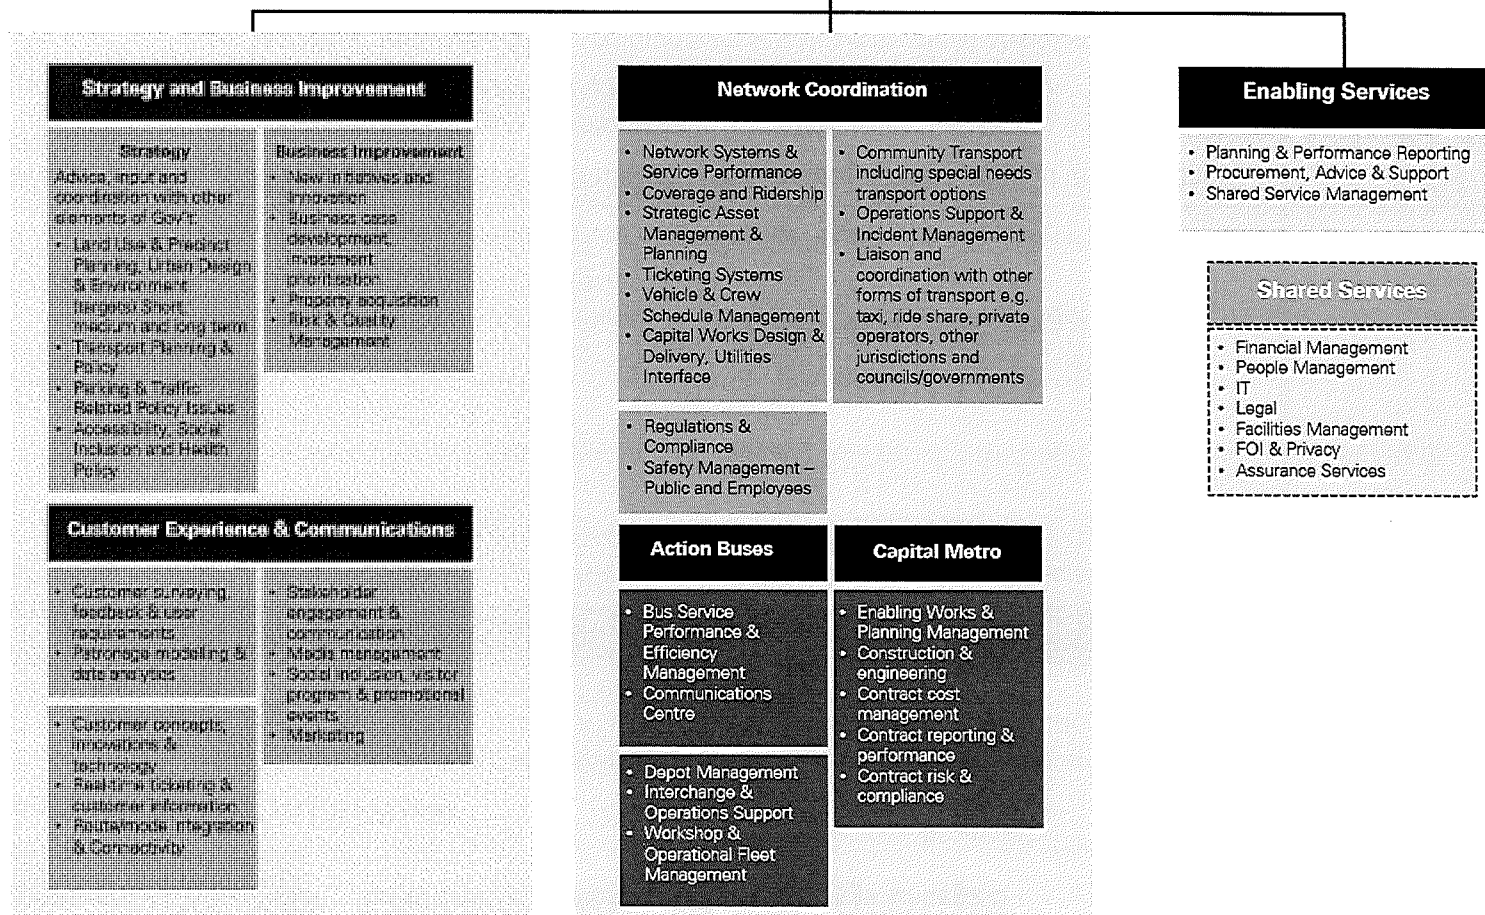 Strategy and Business Improvement
Strategy
Advice, input and
coordination with other
elements of Gov't.
• Land Use & Precinct
Planning, Urban Design
& Environment
(targets) Short,
medium and long term
• Transport Planning &
Policy
• Parking & Traffic
Related Policy Issues
• Accessibility, Social
Inclusion and Health
Policy
Business Improvement
• New initiatives and
innovation
• Business case
development,
investment
prioritisation
• Property acquisition
• Risk & Quality
Management
Customer Experience & Communications
• Customer surveying,
feedback & user
requirements
• Patronage modelling &
data analytics
• Customer concepts,
innovations &
technology
• Real-time ticketing &
customer information
• Route/mode integration
& Connectivity
• Stakeholder
engagement &
communication
• Media management
• Social inclusion, visitor
program & promotional
events
• Marketing
Network Coordination
• Network Systems &
Service Performance
• Coverage and Ridership
• Strategic Asset
Management &
Planning
• Ticketing Systems
• Vehicle & Crew
Schedule Management
• Capital Works Design &
Delivery, Utilities
Interface
• Community Transport
including special needs
transport options
• Operations Support &
Incident Management
• Liaison and
coordination with other
forms of transport e.g.
taxi, ride share, private
operators, other
jurisdictions and
councils/governments
• Regulations &
Compliance
• Safety Management –
Public and Employees
Action Buses
• Bus Service
Performance &
Efficiency
Management
• Communications
Centre
• Depot Management
• Interchange &
Operations Support
• Workshop &
Operational Fleet
Management
Capital Metro
• Enabling Works &
Planning Management
• Construction &
engineering
• Contract cost
management
• Contract reporting &
performance
• Contract risk &
compliance
Enabling Services
• Planning & Performance Reporting
• Procurement, Advice & Support
• Shared Service Management
Shared Services
• Financial Management
• People Management
• IT
• Legal
• Facilities Management
• FOI & Privacy
• Assurance Services